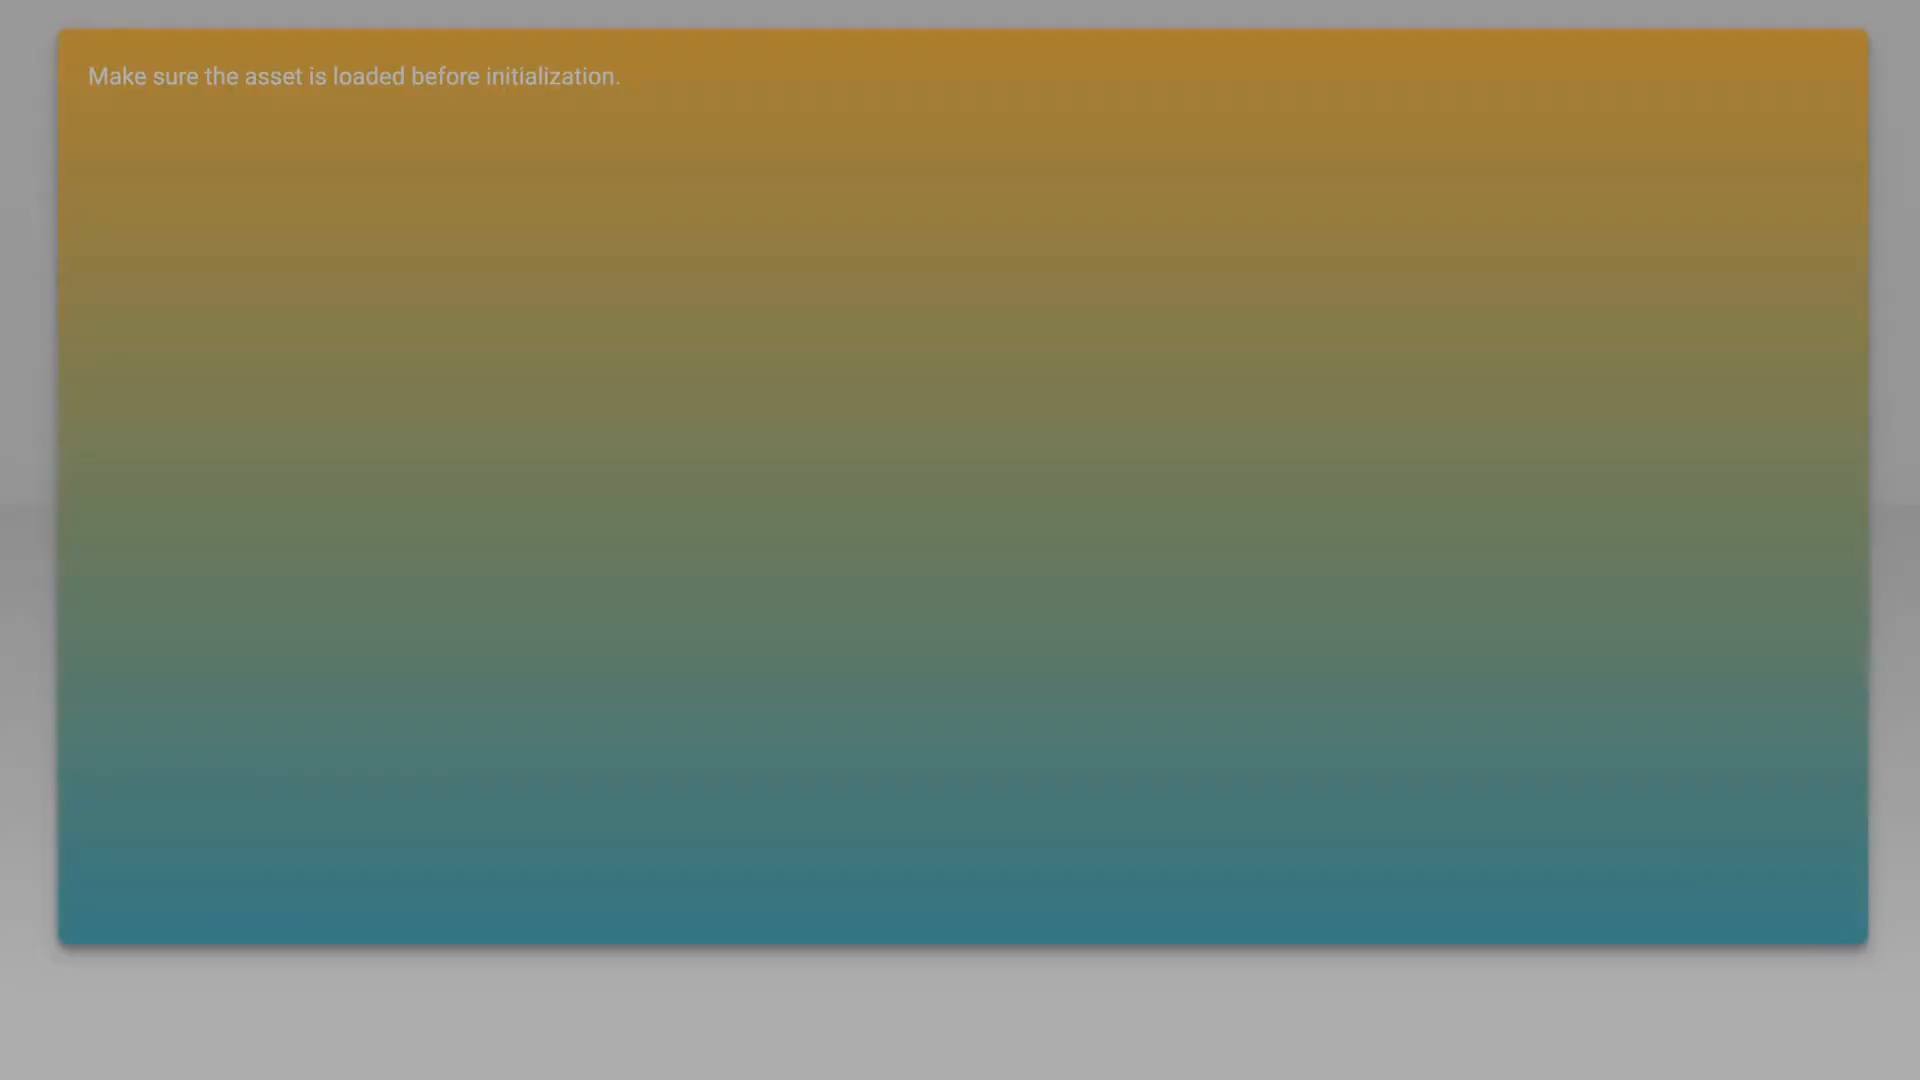 Make sure the asset is loaded before initialization.